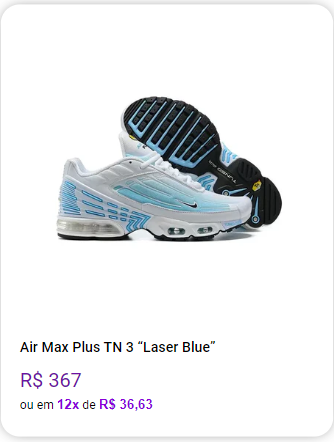 Air Max Plus TN 3 “Laser Blue”
R$ 367
ou em 12x de R$ 36,63